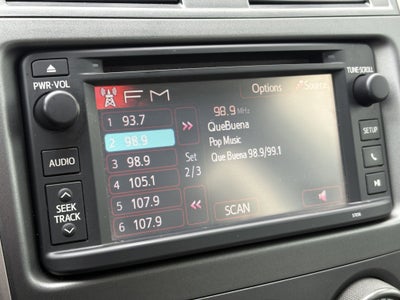 PWR•VOL
TUNE•SCROLL
FM
Options
Source
1 93.7
2 98.9
3 98.9
4 105.1
5 107.9
6 107.9
Set
2/3
98.9 MHz
QueBuena
Pop Music
Que Buena 98.9/99.1
SCAN
AUDIO
SEEK
TRACK
SETUP